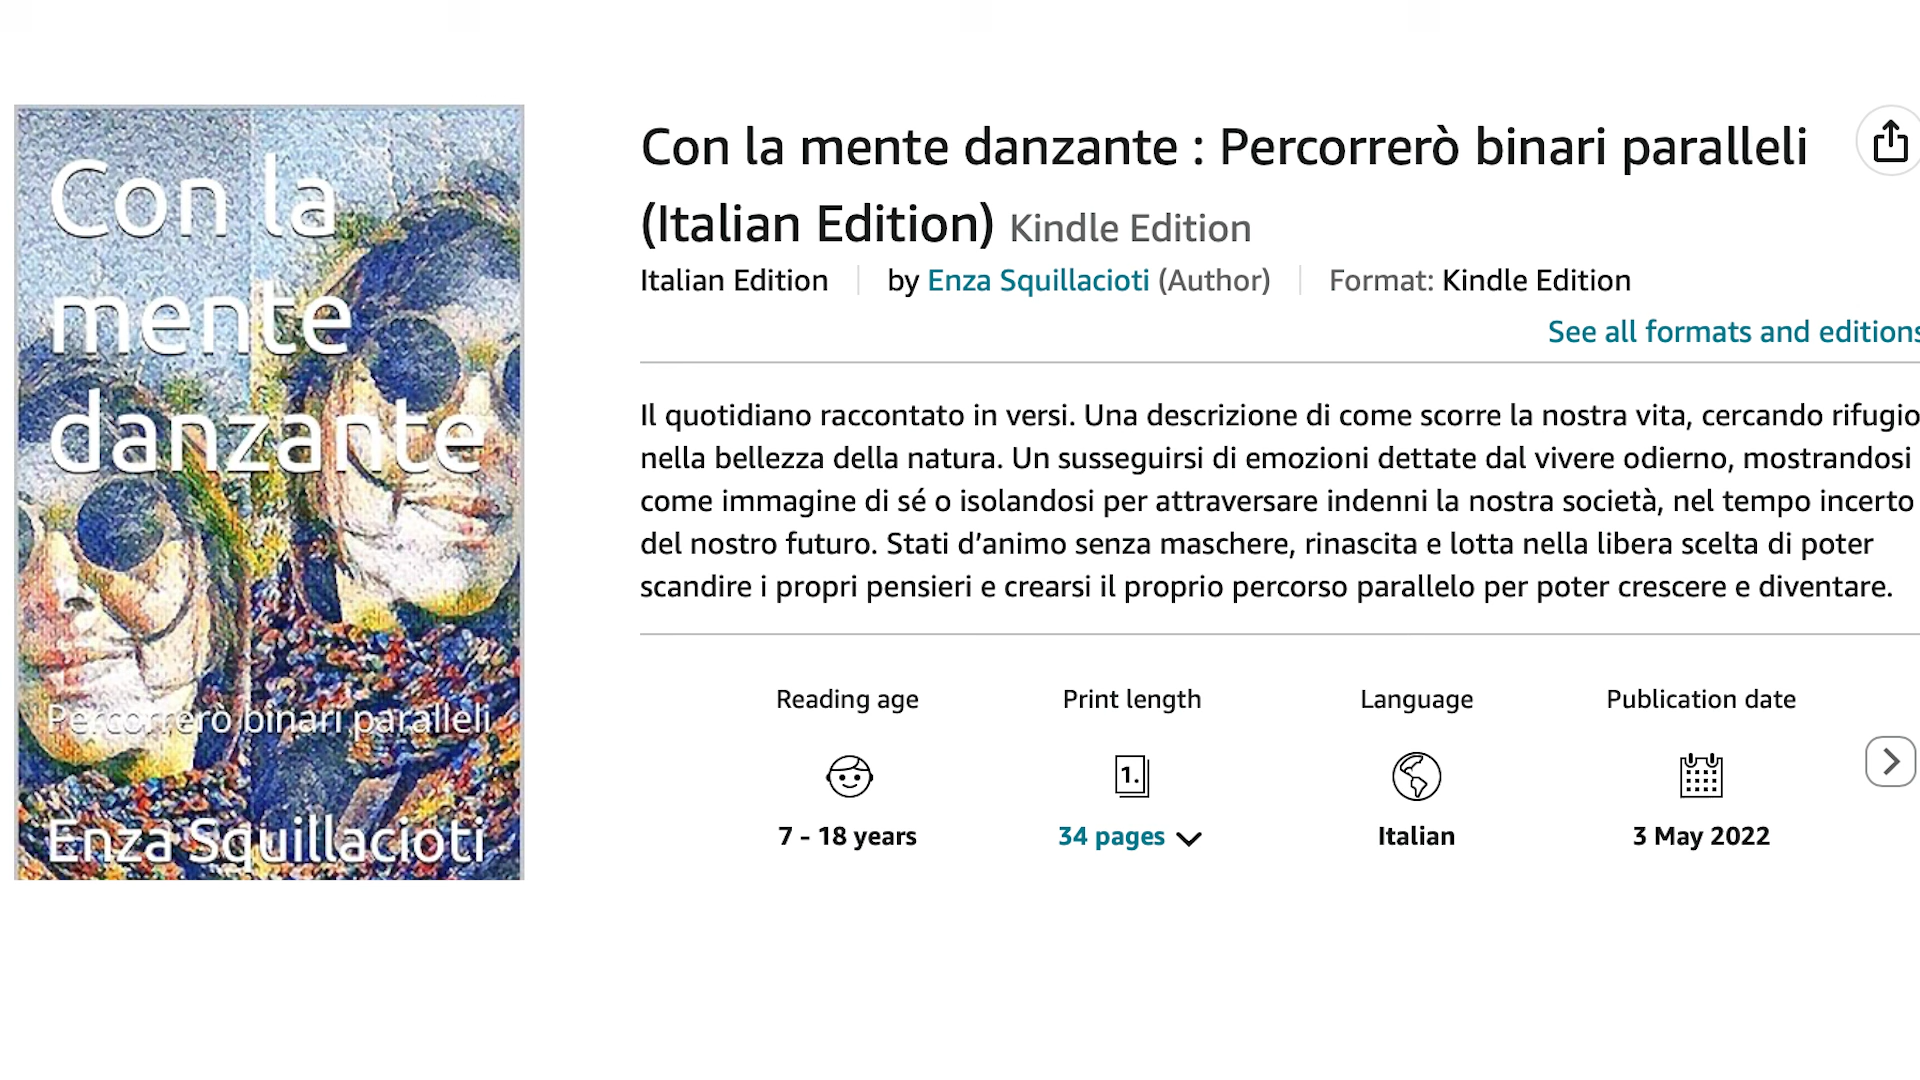 Con la
mente
danzante
Percorrerò binari paralleli
Enza Squillacioti
Con la mente danzante : Percorrerò binari paralleli
(Italian Edition) Kindle Edition
Italian Edition by Enza Squillacioti (Author) Format: Kindle Edition
See all formats and editions
Il quotidiano raccontato in versi. Una descrizione di come scorre la nostra vita, cercando rifugio
nella bellezza della natura. Un susseguirsi di emozioni dettate dal vivere odierno, mostrandosi
come immagine di sé o isolandosi per attraversare indenni la nostra società, nel tempo incerto
del nostro futuro. Stati d’animo senza maschere, rinascita e lotta nella libera scelta di poter
scandire i propri pensieri e crearsi il proprio percorso parallelo per poter crescere e diventare.
Reading age Print length Language Publication date
1.
7 - 18 years 34 pages Italian 3 May 2022